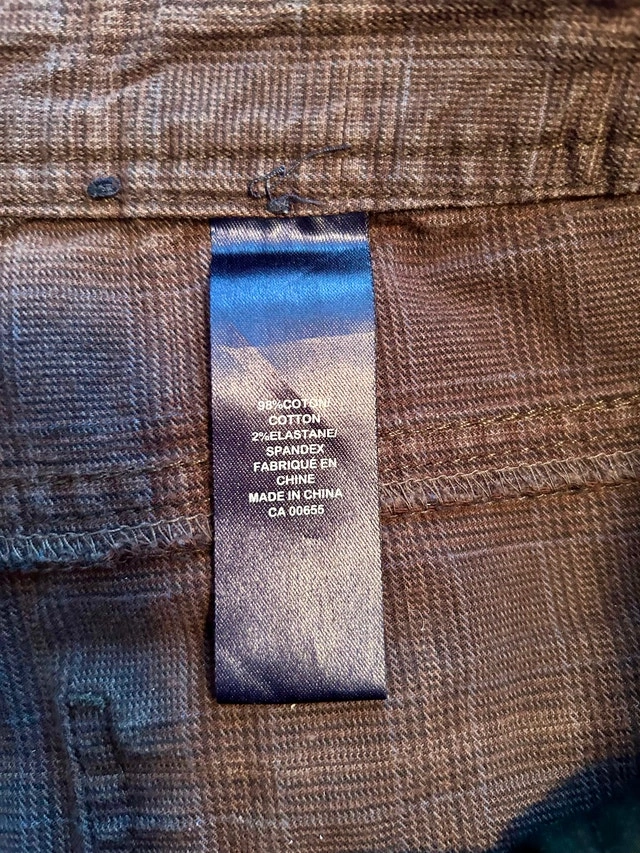 98%COTON/
COTTON
2%ELASTANE/
SPANDEX
FABRIQUÉ EN
CHINE
MADE IN CHINA
CA 00655